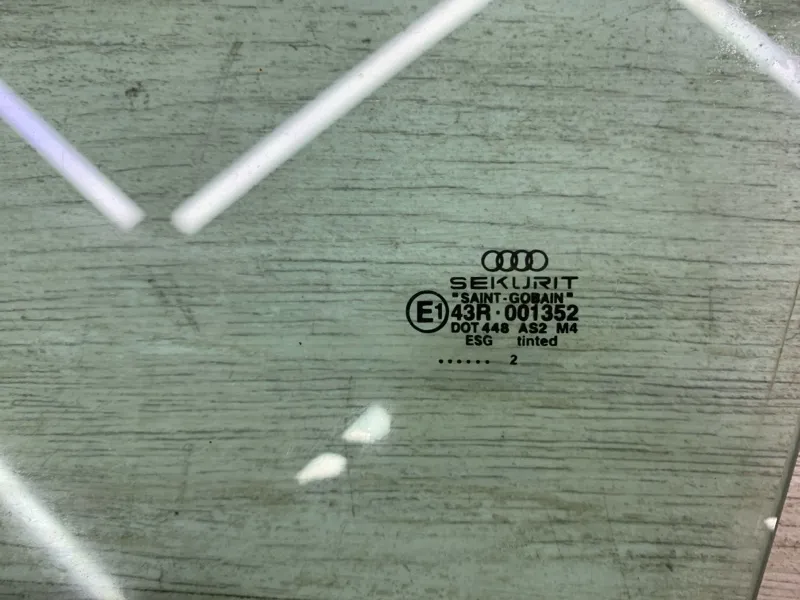 SEKURIT
"SAINT-GOBAIN"
E1 43R·001352
DOT 448 AS2 M4
ESG tinted
...... 2